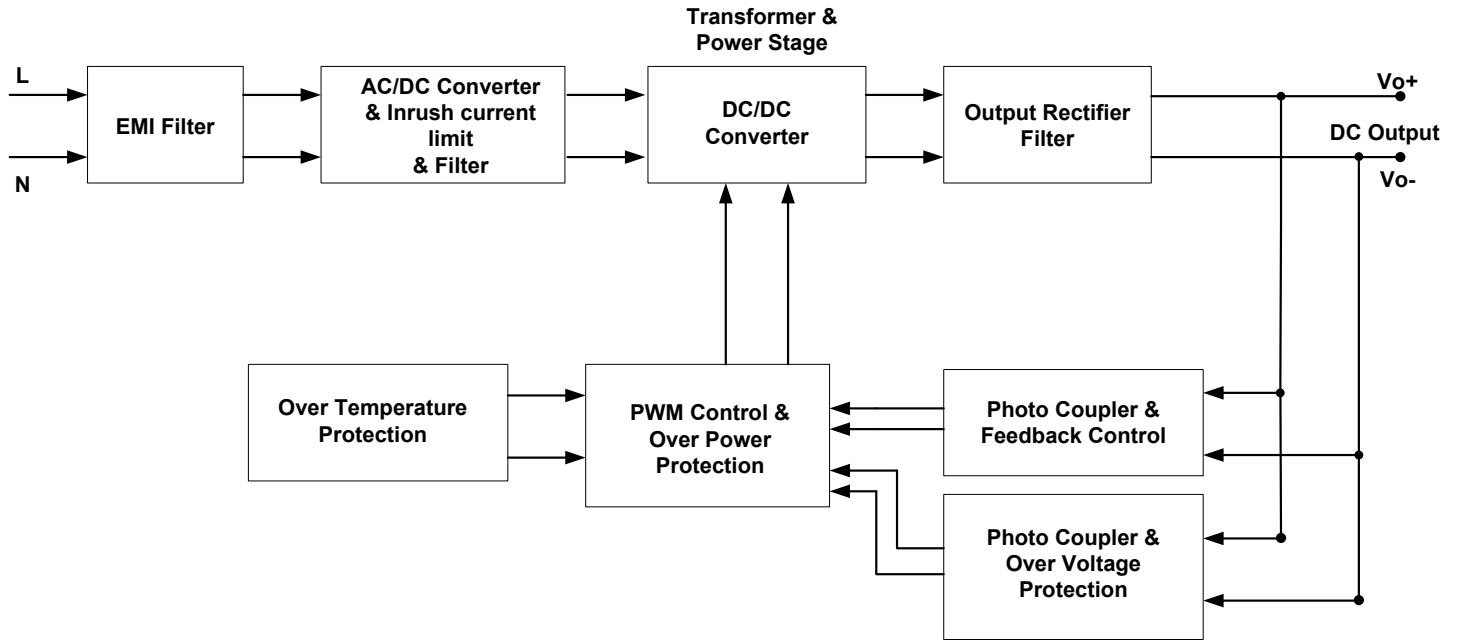 Transformer &
Power Stage
L
N
EMI Filter
AC/DC Converter
& Inrush current
limit
& Filter
DC/DC
Converter
Output Rectifier
Filter
Vo+
DC Output
Vo-
Over Temperature
Protection
PWM Control &
Over Power
Protection
Photo Coupler &
Feedback Control
Photo Coupler &
Over Voltage
Protection